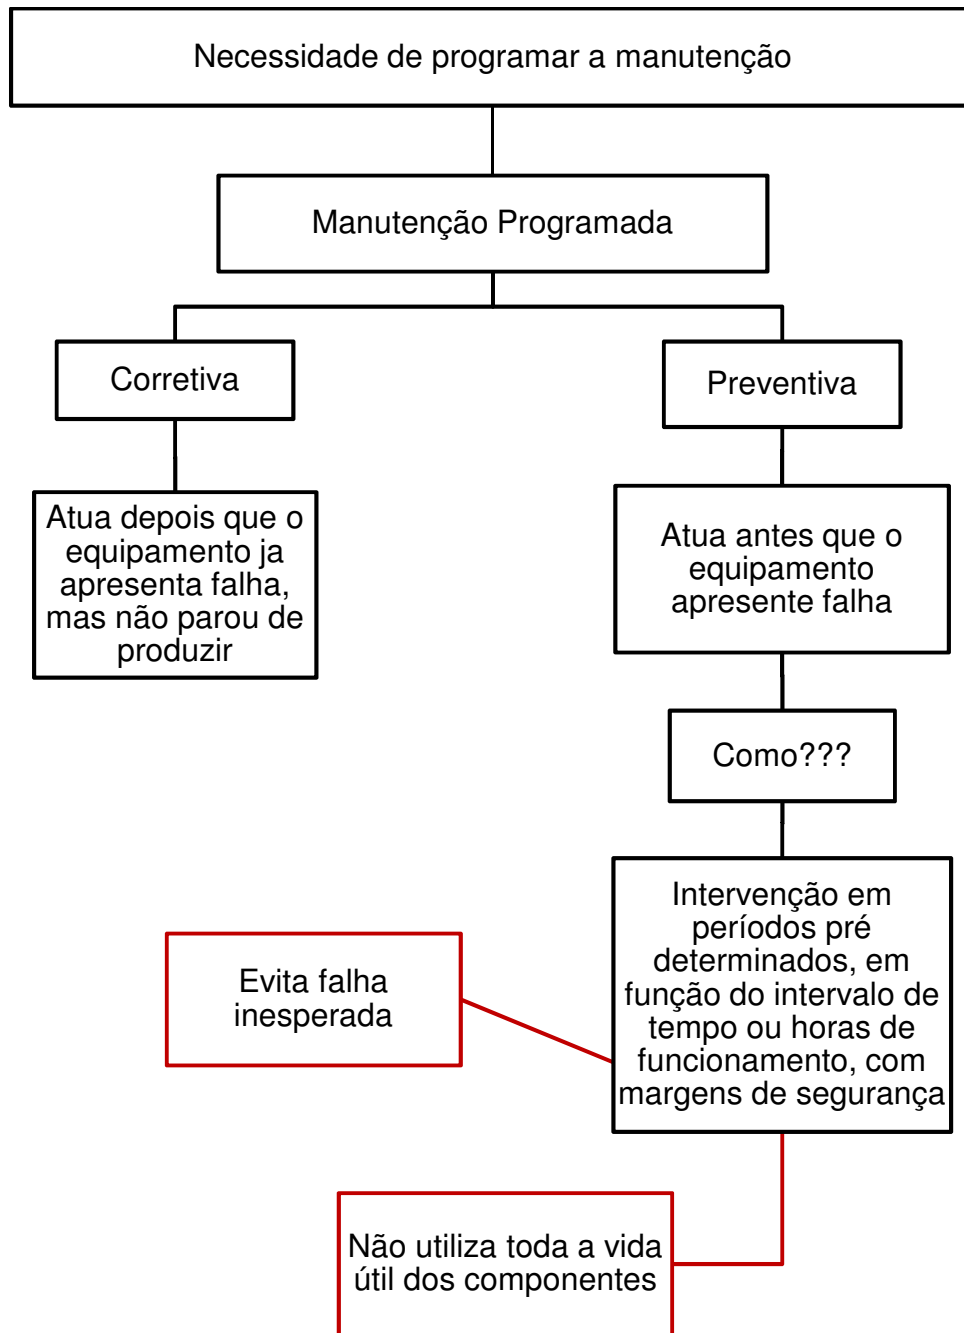 Necessidade de programar a manutenção
Manutenção Programada
Corretiva
Preventiva
Atua depois que o
equipamento ja
apresenta falha,
mas não parou de
produzir
Atua antes que o
equipamento
apresente falha
Como???
Intervenção em
períodos pré
determinados, em
função do intervalo de
tempo ou horas de
funcionamento, com
margens de segurança
Evita falha
inesperada
Não utiliza toda a vida
útil dos componentes